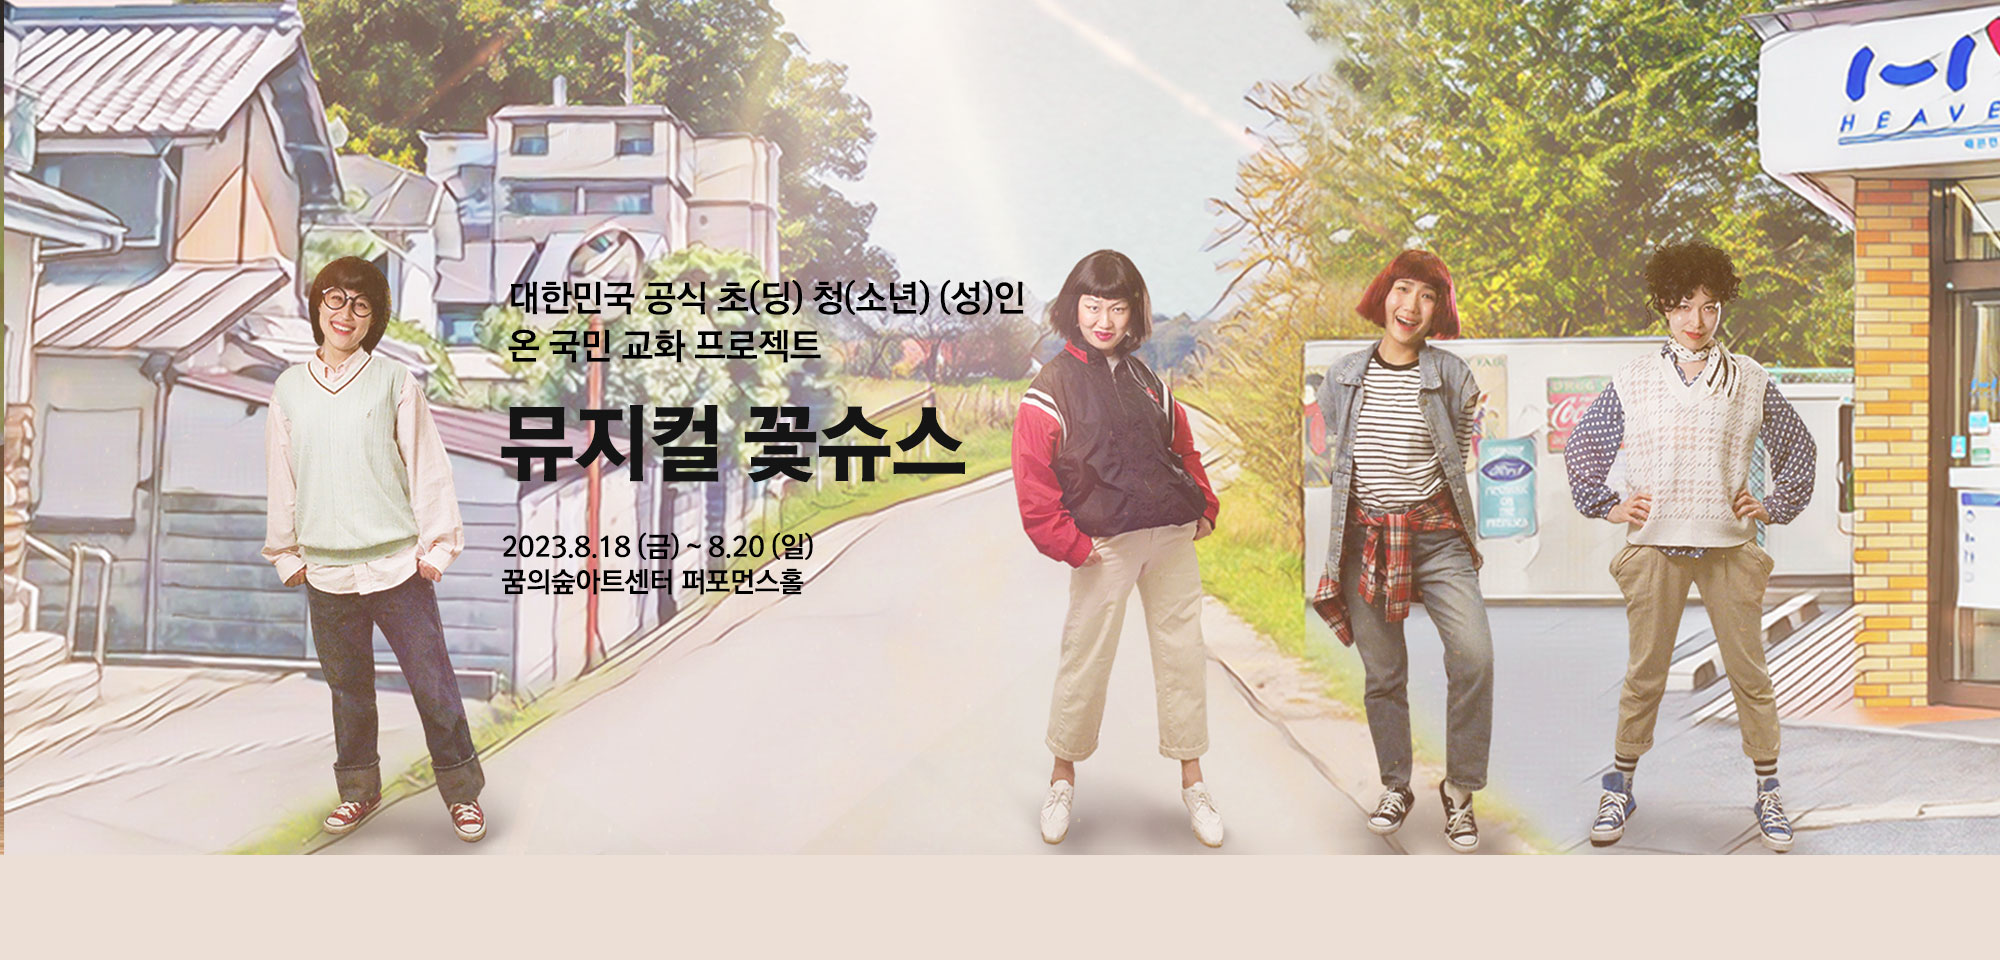 대한민국 공식 초(딩) 청(소년) (성)인
온 국민 교화 프로젝트
뮤지컬 꽃슈스
2023.8.18 (금) ~ 8.20 (일)
꿈의숲아트센터 퍼포먼스홀
HEAVE
Ford